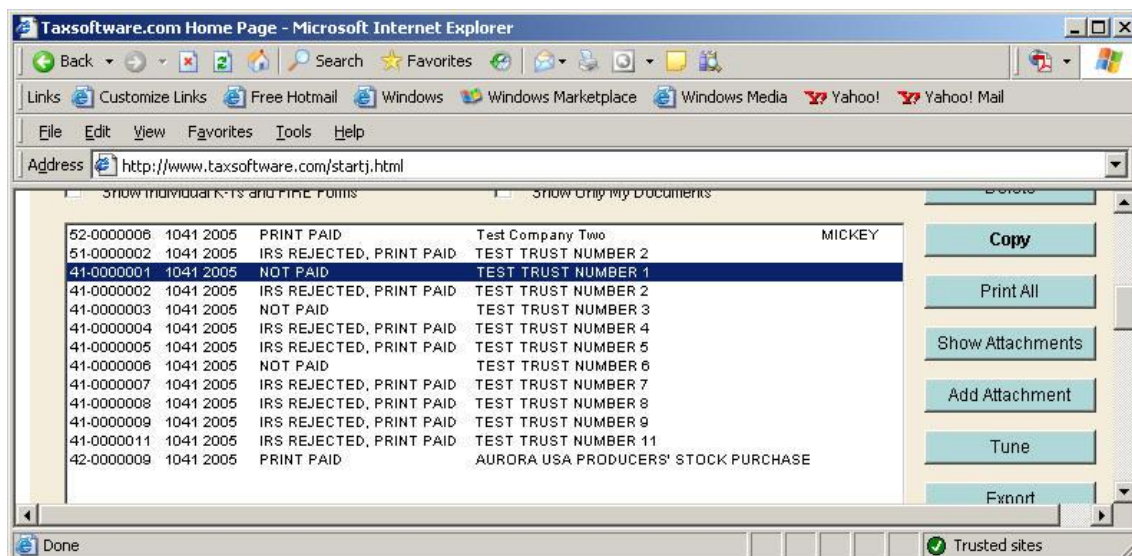 Taxsoftware.com Home Page - Microsoft Internet Explorer
Back Search Favorites
Links Customize Links Free Hotmail Windows Windows Marketplace Windows Media Yahoo! Yahoo! Mail
File Edit View Favorites Tools Help
Address http://www.taxsoftware.com/startj.html
Show Individual K-1s and FIRE Forms Show Only My Documents Delete
52-0000006 1041 2005 PRINT PAID Test Company Two MICKEY
51-0000002 1041 2005 IRS REJECTED, PRINT PAID TEST TRUST NUMBER 2
41-0000001 1041 2005 NOT PAID TEST TRUST NUMBER 1
41-0000002 1041 2005 IRS REJECTED, PRINT PAID TEST TRUST NUMBER 2
41-0000003 1041 2005 NOT PAID TEST TRUST NUMBER 3
41-0000004 1041 2005 IRS REJECTED, PRINT PAID TEST TRUST NUMBER 4
41-0000005 1041 2005 IRS REJECTED, PRINT PAID TEST TRUST NUMBER 5
41-0000006 1041 2005 NOT PAID TEST TRUST NUMBER 6
41-0000007 1041 2005 IRS REJECTED, PRINT PAID TEST TRUST NUMBER 7
41-0000008 1041 2005 IRS REJECTED, PRINT PAID TEST TRUST NUMBER 8
41-0000009 1041 2005 IRS REJECTED, PRINT PAID TEST TRUST NUMBER 9
41-0000011 1041 2005 IRS REJECTED, PRINT PAID TEST TRUST NUMBER 11
42-0000009 1041 2005 PRINT PAID AURORA USA PRODUCERS' STOCK PURCHASE
Copy
Print All
Show Attachments
Add Attachment
Tune
Export
Done Trusted sites